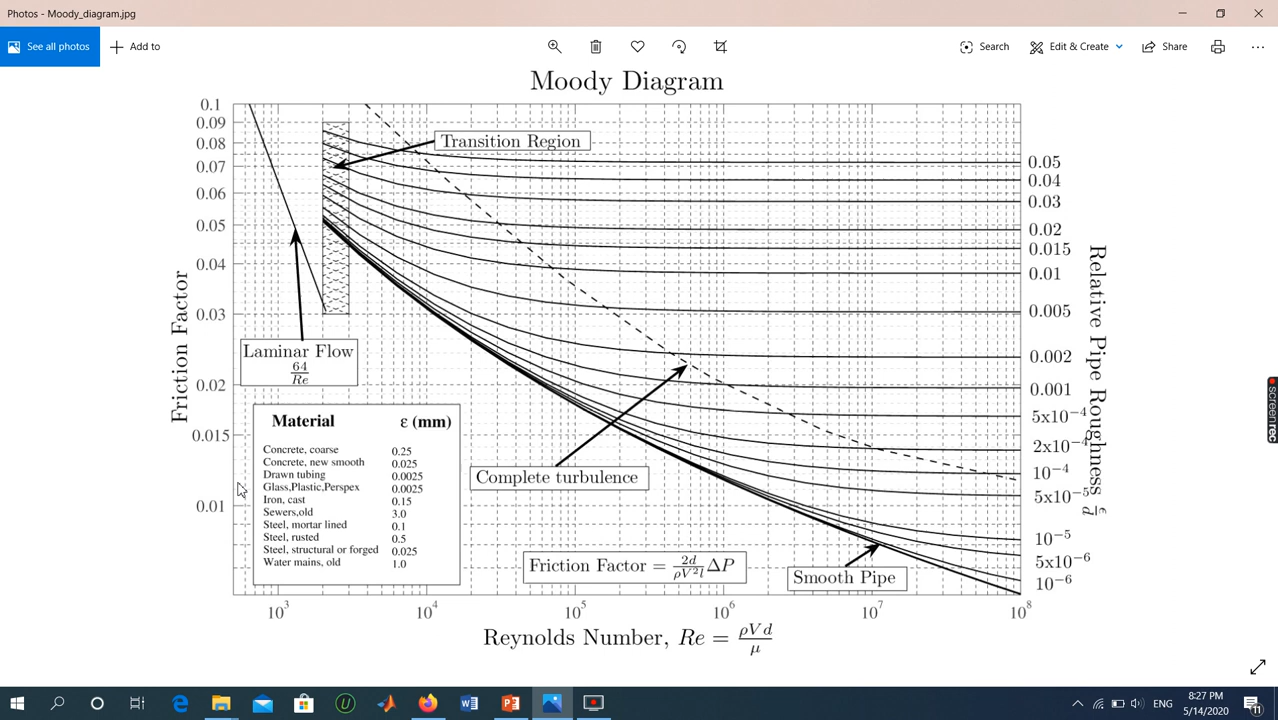 Photos - Moody_diagram.jpg
See all photos
Add to
Search
Edit & Create
Share
Moody Diagram
0.1
0.09
0.08
0.07
0.06
0.05
0.04
0.03
0.02
0.015
0.01
Friction Factor
Transition Region
Laminar Flow
64
Re
Complete turbulence
Smooth Pipe
Friction Factor = 2d/ρV²l ΔP
Material ε (mm)
Concrete, coarse 0.25
Concrete, new smooth 0.025
Drawn tubing 0.0025
Glass,Plastic,Perspex 0.0025
Iron, cast 0.15
Sewers,old 3.0
Steel, mortar lined 0.1
Steel, rusted 0.5
Steel, structural or forged 0.025
Water mains, old 1.0
0.05
0.04
0.03
0.02
0.015
0.01
0.005
0.002
0.001
5x10⁻⁴
2x10⁻⁴
10⁻⁴
5x10⁻⁵
10⁻⁵
5x10⁻⁶
10⁻⁶
Relative Pipe Roughness ε/d
10³ 10⁴ 10⁵ 10⁶ 10⁷ 10⁸
Reynolds Number, Re = ρVd/μ
screenrec
ENG
8:27 PM
5/14/2020
11